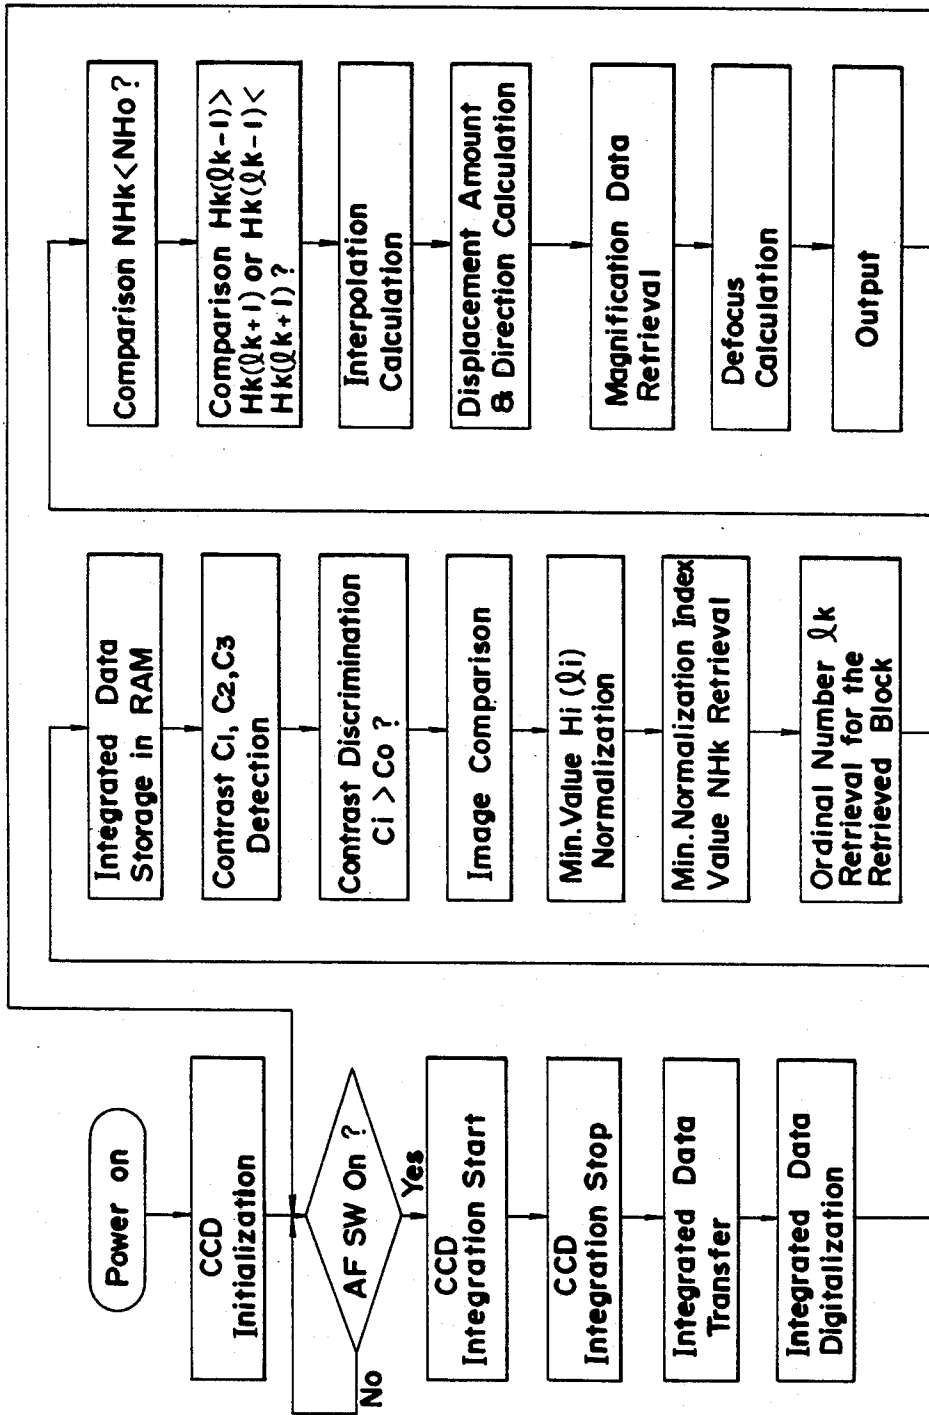 Power on
CCD
Initialization
AF SW On ?
No
Yes
CCD
Integration Start
CCD
Integration Stop
Integrated Data
Transfer
Integrated Data
Digitalization
Integrated Data
Storage in RAM
Contrast C1, C2,C3
Detection
Contrast Discrimination
Ci > Co ?
Image Comparison
Min.Value Hi (ℓi)
Normalization
Min.Normalization Index
Value NHk Retrieval
Ordinal Number ℓk
Retrieval for the
Retrieved Block
Comparison NHk<NHo?
Comparison Hk(ℓk-1)>
Hk(ℓk+1) or Hk(ℓk-1)<
Hk(ℓk+1) ?
Interpolation
Calculation
Displacement Amount
& Direction Calculation
Magnification Data
Retrieval
Defocus
Calculation
Output